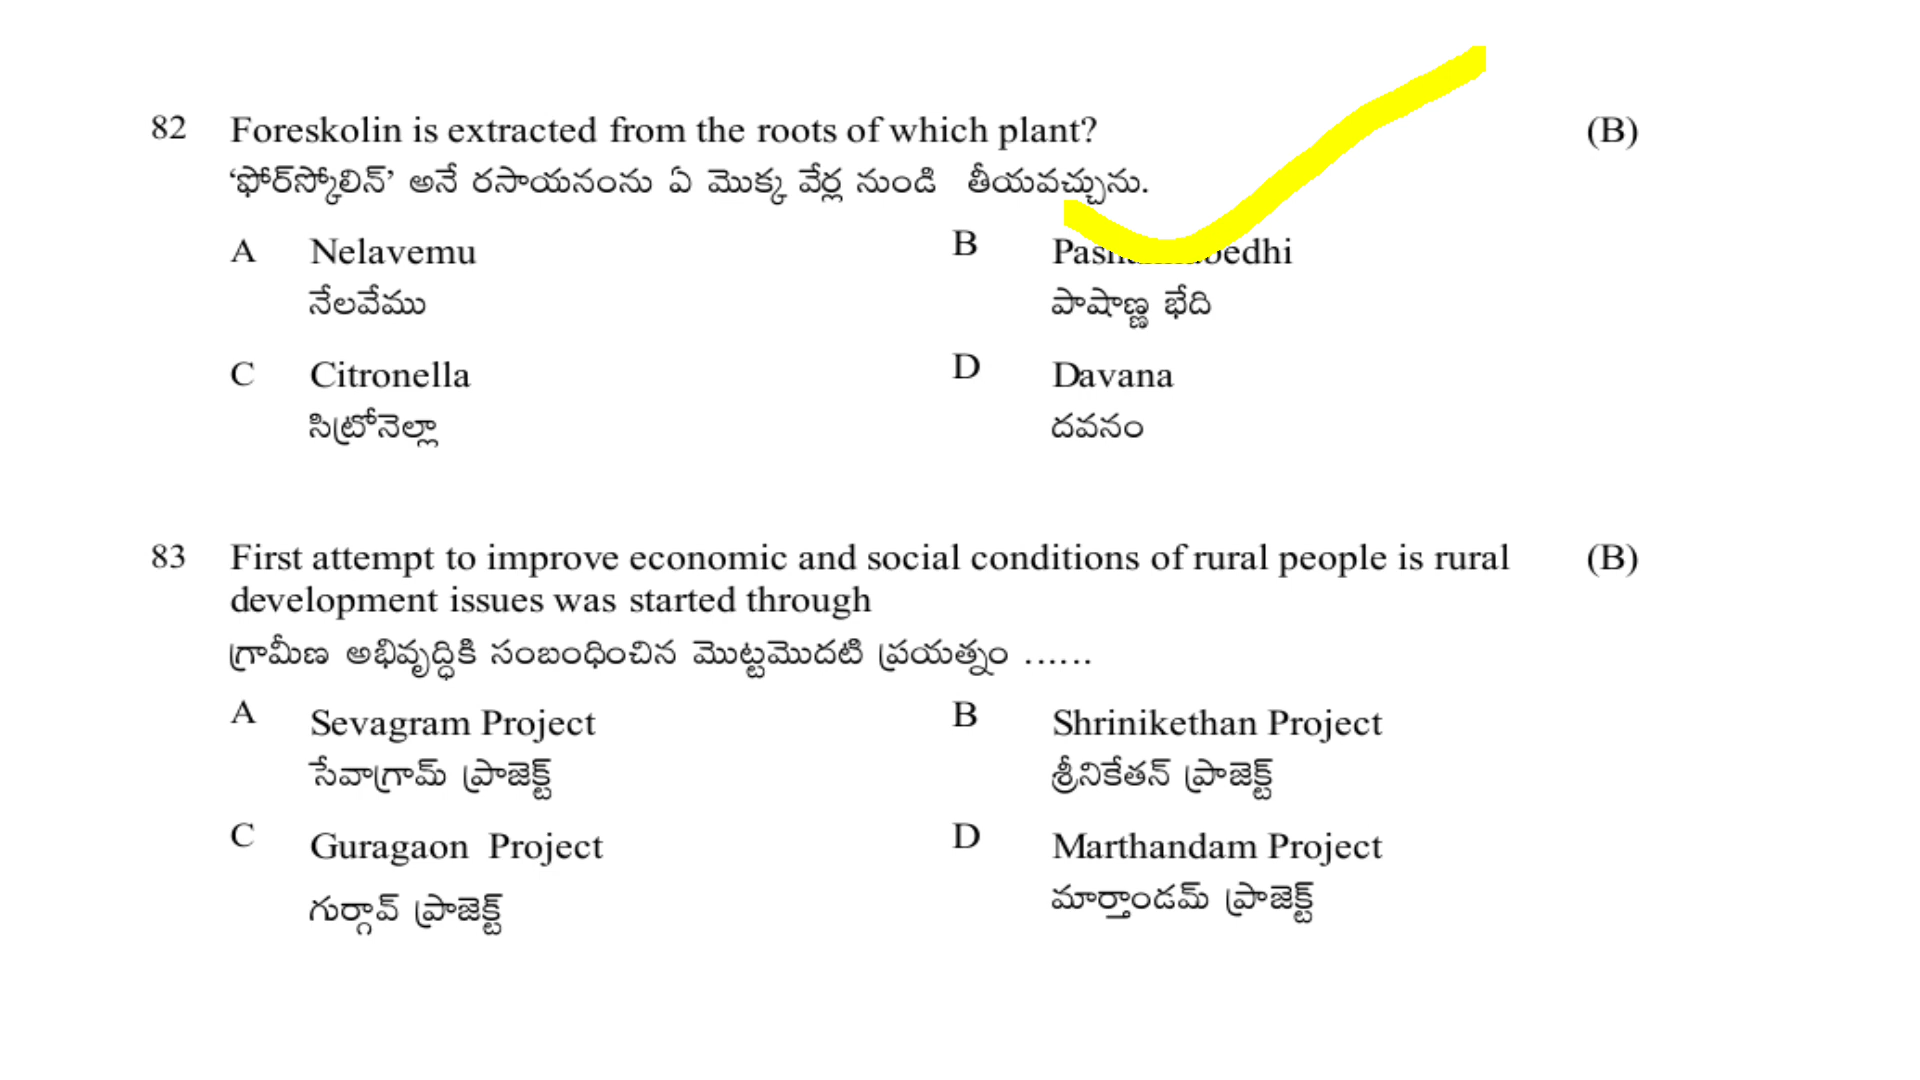 82 Foreskolin is extracted from the roots of which plant? (B)
‘ఫోర్‌స్కోలిన్’ అనే రసాయనంను ఏ మొక్క వేర్ల నుండి తీయవచ్చును.
A Nelavemu B
నేలవేము పాషాణ్ణ భేది
C Citronella D Davana
సిట్రోనెల్లా దవనం
83 First attempt to improve economic and social conditions of rural people is rural (B)
development issues was started through
గ్రామీణ అభివృద్ధికి సంబంధించిన మొట్టమొదటి ప్రయత్నం ......
A Sevagram Project B Shrinikethan Project
సేవాగ్రామ్ ప్రాజెక్ట్ శ్రీనికేతన్ ప్రాజెక్ట్
C Guragaon Project D Marthandam Project
గుర్గావ్ ప్రాజెక్ట్ మార్తాండమ్ ప్రాజెక్ట్